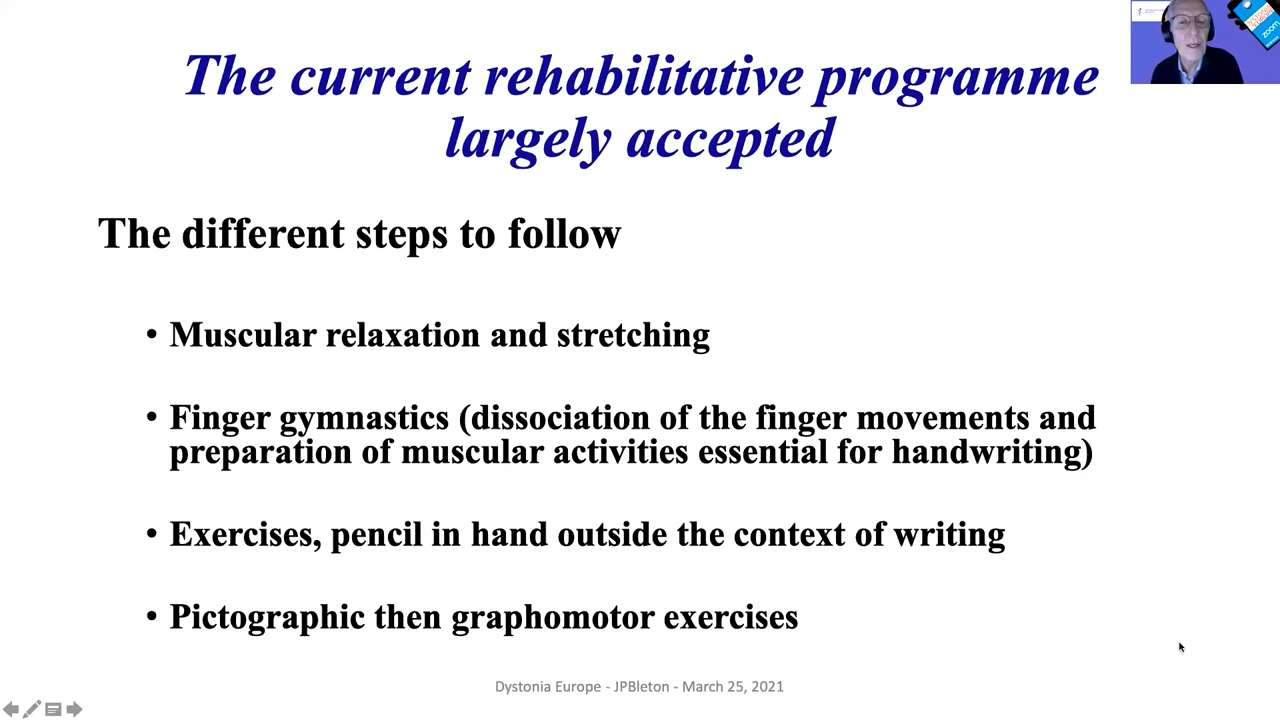 The current rehabilitative programme
largely accepted
The different steps to follow
• Muscular relaxation and stretching
• Finger gymnastics (dissociation of the finger movements and
preparation of muscular activities essential for handwriting)
• Exercises, pencil in hand outside the context of writing
• Pictographic then graphomotor exercises
Dystonia Europe - JPBleton - March 25, 2021
zoom